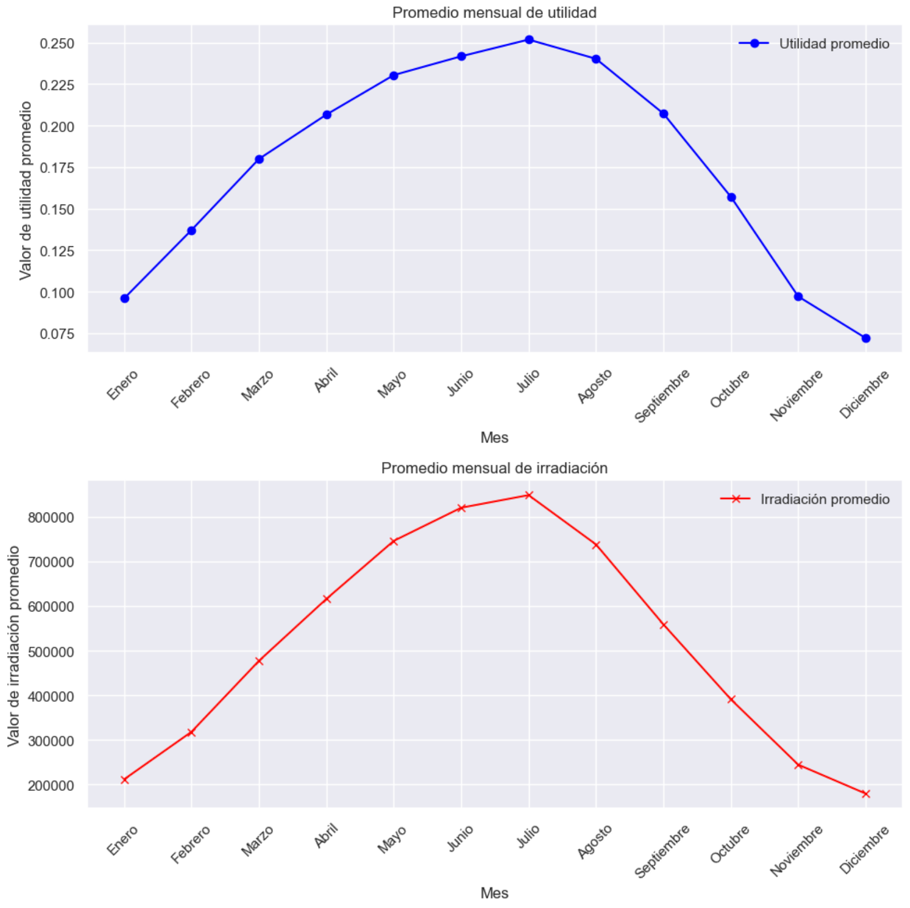 Promedio mensual de utilidad
Utilidad promedio
Valor de utilidad promedio
0.250
0.225
0.200
0.175
0.150
0.125
0.100
0.075
Enero
Febrero
Marzo
Abril
Mayo
Junio
Julio
Agosto
Septiembre
Octubre
Noviembre
Diciembre
Mes
Promedio mensual de irradiación
Irradiación promedio
Valor de irradiación promedio
800000
700000
600000
500000
400000
300000
200000
Enero
Febrero
Marzo
Abril
Mayo
Junio
Julio
Agosto
Septiembre
Octubre
Noviembre
Diciembre
Mes